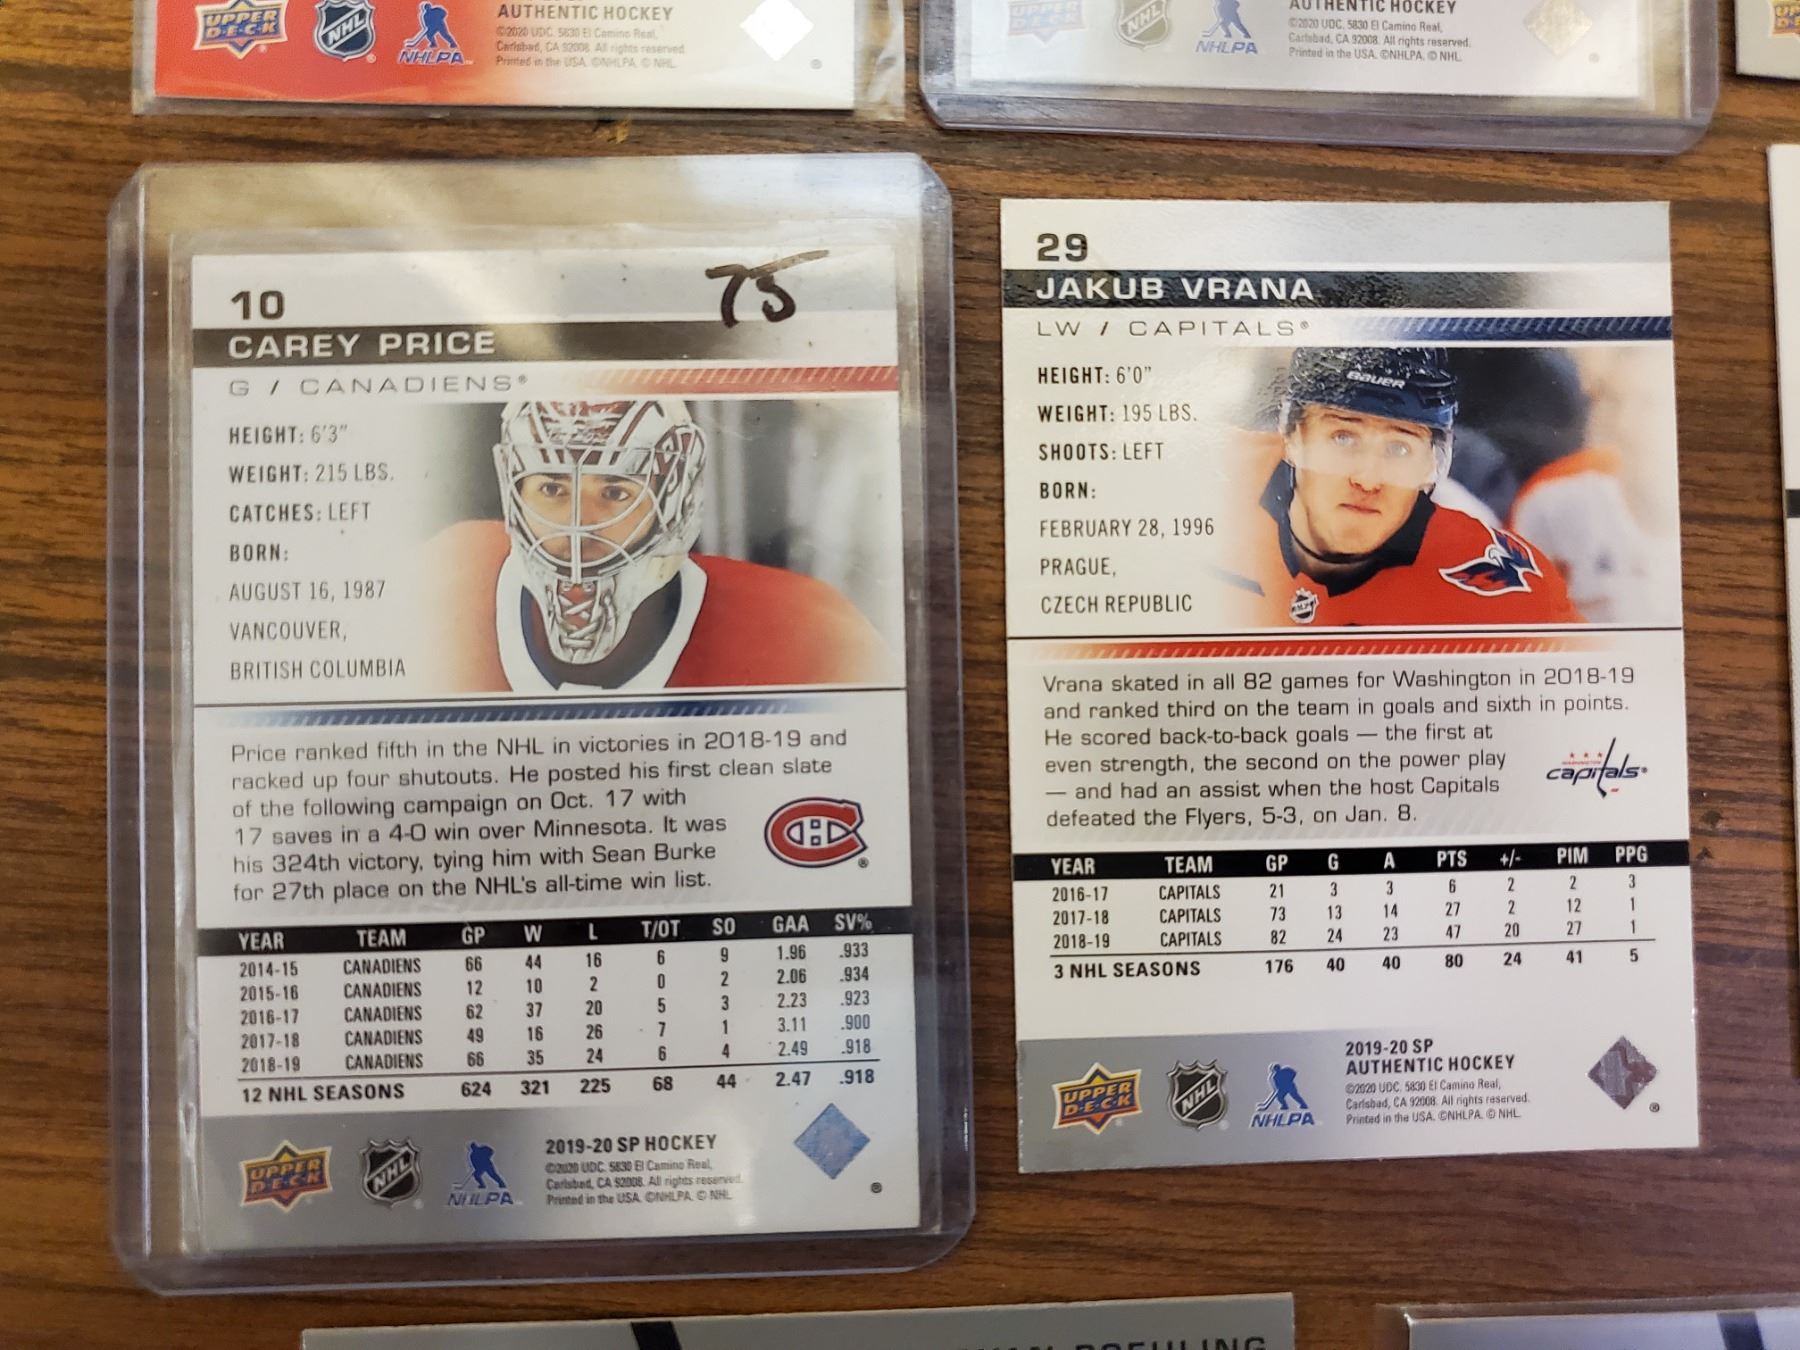 UPPER
D·E·C·K
NHL
NHLPA
AUTHENTIC HOCKEY
©2020 UDC. 5830 El Camino Real,
Carlsbad, CA 92008. All rights reserved.
Printed in the USA. ©NHLPA. © NHL.
UPPER
D·E·C·K
NHL
NHLPA
AUTHENTIC HOCKEY
©2020 UDC. 5830 El Camino Real,
Carlsbad, CA 92008. All rights reserved.
Printed in the USA. ©NHLPA. © NHL.
10
75
CAREY PRICE
G / CANADIENS®
HEIGHT: 6'3"
WEIGHT: 215 LBS.
CATCHES: LEFT
BORN:
AUGUST 16, 1987
VANCOUVER,
BRITISH COLUMBIA
Price ranked fifth in the NHL in victories in 2018-19 and
racked up four shutouts. He posted his first clean slate
of the following campaign on Oct. 17 with
17 saves in a 4-0 win over Minnesota. It was
his 324th victory, tying him with Sean Burke
for 27th place on the NHL's all-time win list.
YEAR TEAM GP W L T/OT SO GAA SV%
2014-15 CANADIENS 66 44 16 6 9 1.96 .933
2015-16 CANADIENS 12 10 2 0 2 2.06 .934
2016-17 CANADIENS 62 37 20 5 3 2.23 .923
2017-18 CANADIENS 49 16 26 7 1 3.11 .900
2018-19 CANADIENS 66 35 24 6 4 2.49 .918
12 NHL SEASONS 624 321 225 68 44 2.47 .918
UPPER
D·E·C·K
NHL
NHLPA
2019-20 SP HOCKEY
©2020 UDC. 5830 El Camino Real,
Carlsbad, CA 92008. All rights reserved.
Printed in the USA. ©NHLPA. © NHL.
29
JAKUB VRANA
LW / CAPITALS®
HEIGHT: 6'0"
WEIGHT: 195 LBS.
SHOOTS: LEFT
BORN:
FEBRUARY 28, 1996
PRAGUE,
CZECH REPUBLIC
BAUER
Vrana skated in all 82 games for Washington in 2018-19
and ranked third on the team in goals and sixth in points.
He scored back-to-back goals — the first at
even strength, the second on the power play
— and had an assist when the host Capitals
defeated the Flyers, 5-3, on Jan. 8.
WASHINGTON
capitals®
YEAR TEAM GP G A PTS +/- PIM PPG
2016-17 CAPITALS 21 3 3 6 2 2 3
2017-18 CAPITALS 73 13 14 27 2 12 1
2018-19 CAPITALS 82 24 23 47 20 27 1
3 NHL SEASONS 176 40 40 80 24 41 5
UPPER
D·E·C·K
NHL
NHLPA
2019-20 SP
AUTHENTIC HOCKEY
©2020 UDC. 5830 El Camino Real,
Carlsbad, CA 92008. All rights reserved.
Printed in the USA. ©NHLPA. © NHL.